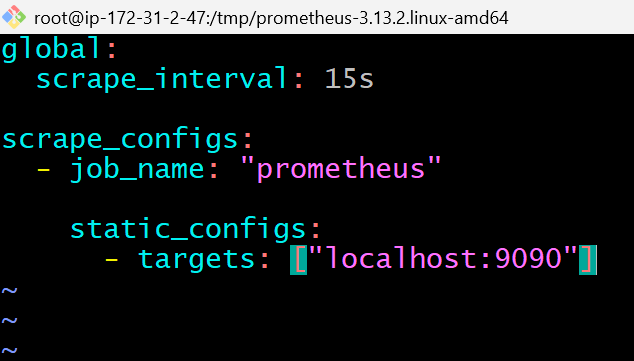 root@ip-172-31-2-47:/tmp/prometheus-3.13.2.linux-amd64
global:
  scrape_interval: 15s

scrape_configs:
  - job_name: "prometheus"

    static_configs:
      - targets: ["localhost:9090"]
~
~
~